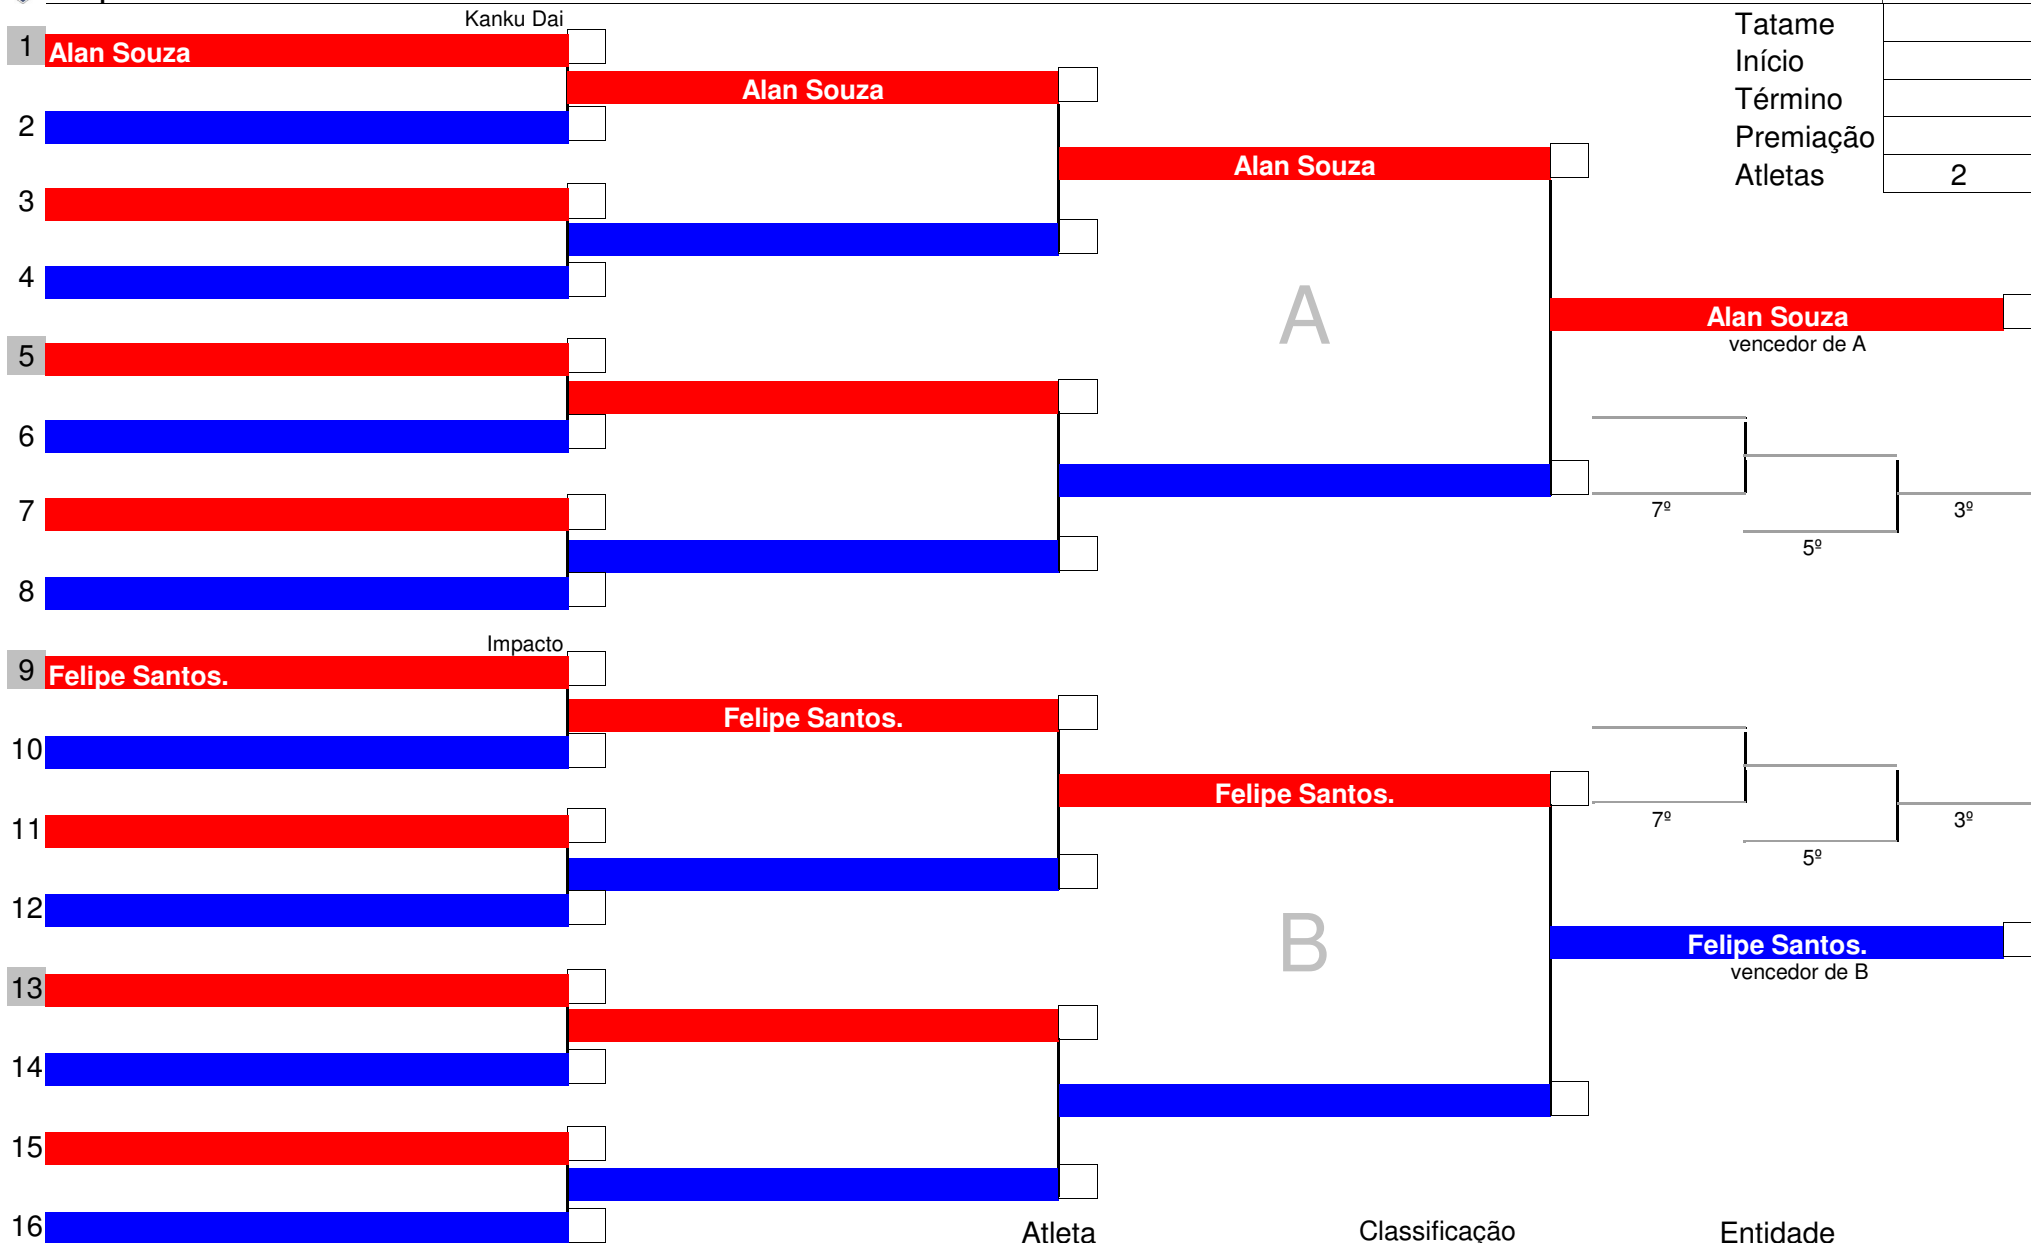 Kanku Dai
1 Alan Souza
Alan Souza
2
Alan Souza
3
4
A
Alan Souza
vencedor de A
5
6
7
7º
3º
5º
8
Impacto
9 Felipe Santos.
Felipe Santos.
10
Felipe Santos.
11
7º
3º
5º
12
B
Felipe Santos.
vencedor de B
13
14
15
16
Tatame
Início
Término
Premiação
Atletas 2
Atleta Classificação Entidade